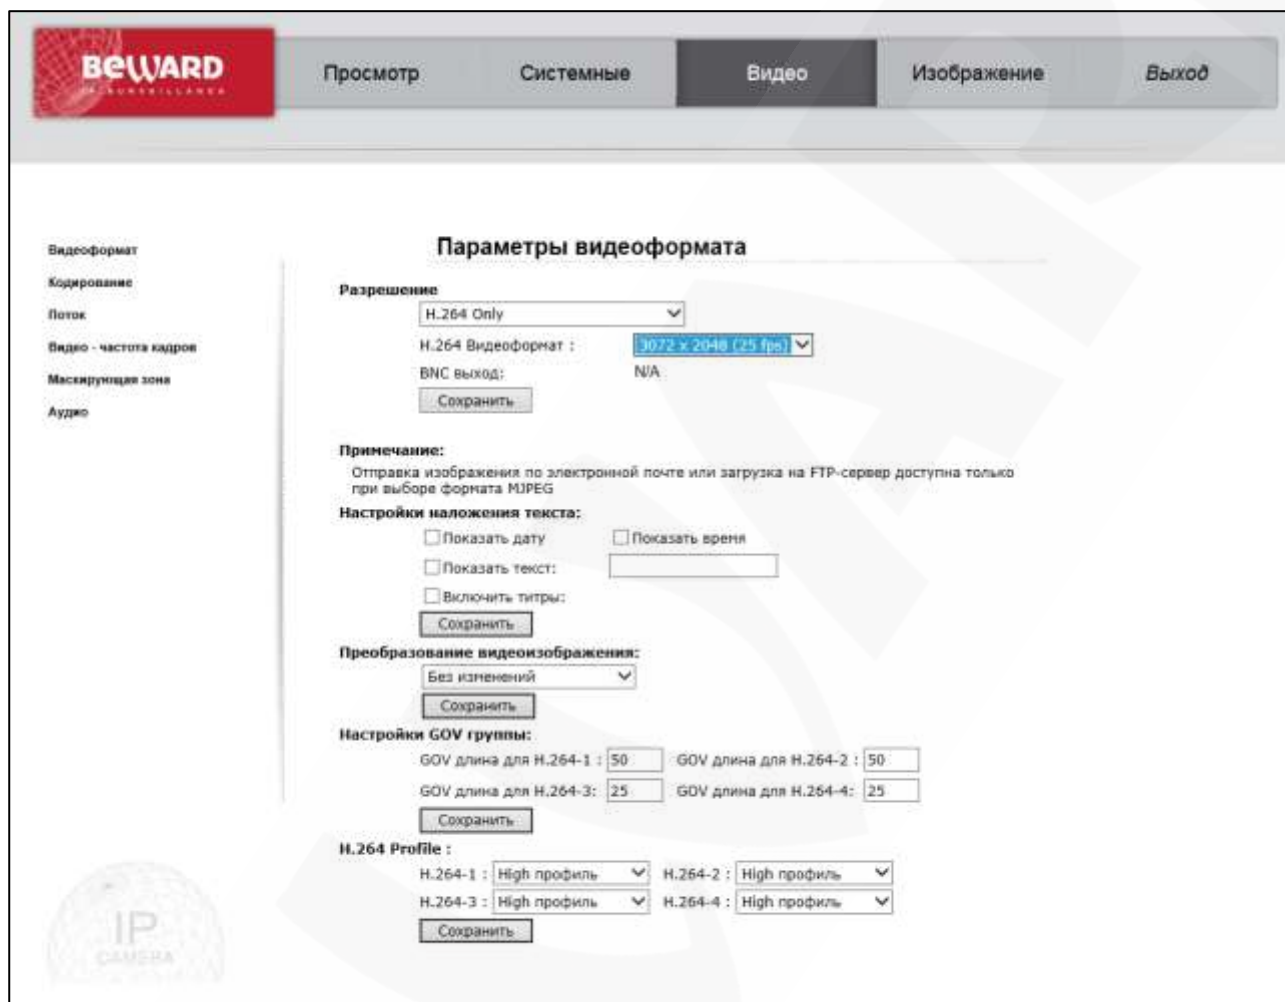 BEWARD
IP SURVEILLANCE
Просмотр Системные Видео Изображение Выход
Параметры видеоформата
Видеоформат
Кодирование
Поток
Видео - частота кадров
Маскирующая зона
Аудио
Разрешение
H.264 Only
H.264 Видеоформат : 3072 x 2048 (25 fps)
BNC выход: N/A
Сохранить
Примечание:
Отправка изображения по электронной почте или загрузка на FTP-сервер доступна только
при выборе формата MJPEG
Настройки наложения текста:
Показать дату Показать время
Показать текст:
Включить титры:
Сохранить
Преобразование видеоизображения:
Без изменений
Сохранить
Настройки GOV группы:
GOV длина для H.264-1 : 50 GOV длина для H.264-2 : 50
GOV длина для H.264-3: 25 GOV длина для H.264-4: 25
Сохранить
H.264 Profile :
H.264-1 : High профиль H.264-2 : High профиль
H.264-3 : High профиль H.264-4 : High профиль
Сохранить
IP
CAMERA